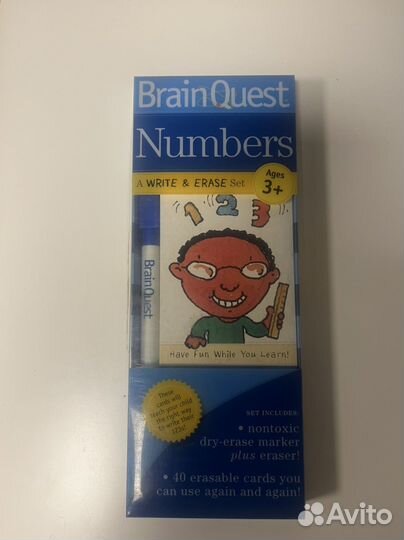 BrainQuest
Numbers
A WRITE & ERASE Set
Ages
3+
1 2 3
BrainQuest
Have Fun While You Learn!
These
cards will
teach your child
the right way
to write their
123s!
SET INCLUDES:
• nontoxic
dry-erase marker
plus eraser!
• 40 erasable cards you
can use again and again!
Avito